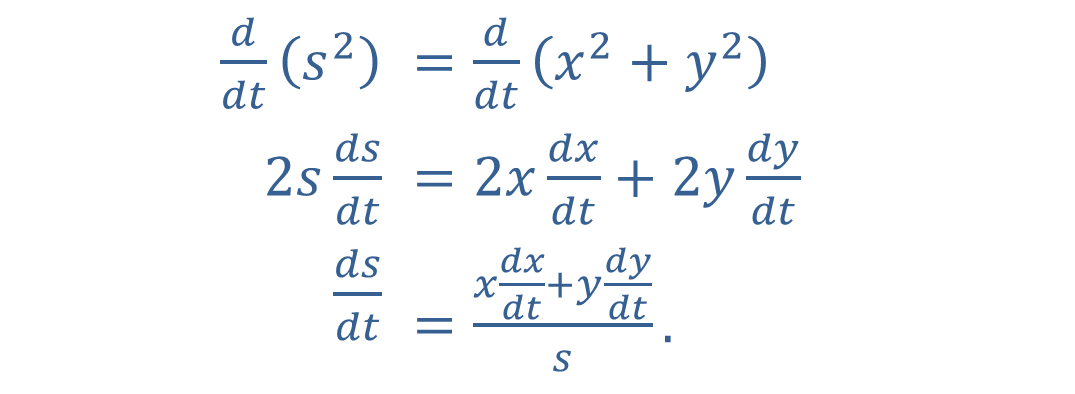 d/dt (s²) = d/dt (x² + y²)
2s ds/dt = 2x dx/dt + 2y dy/dt
ds/dt = (x dx/dt + y dy/dt)/s .